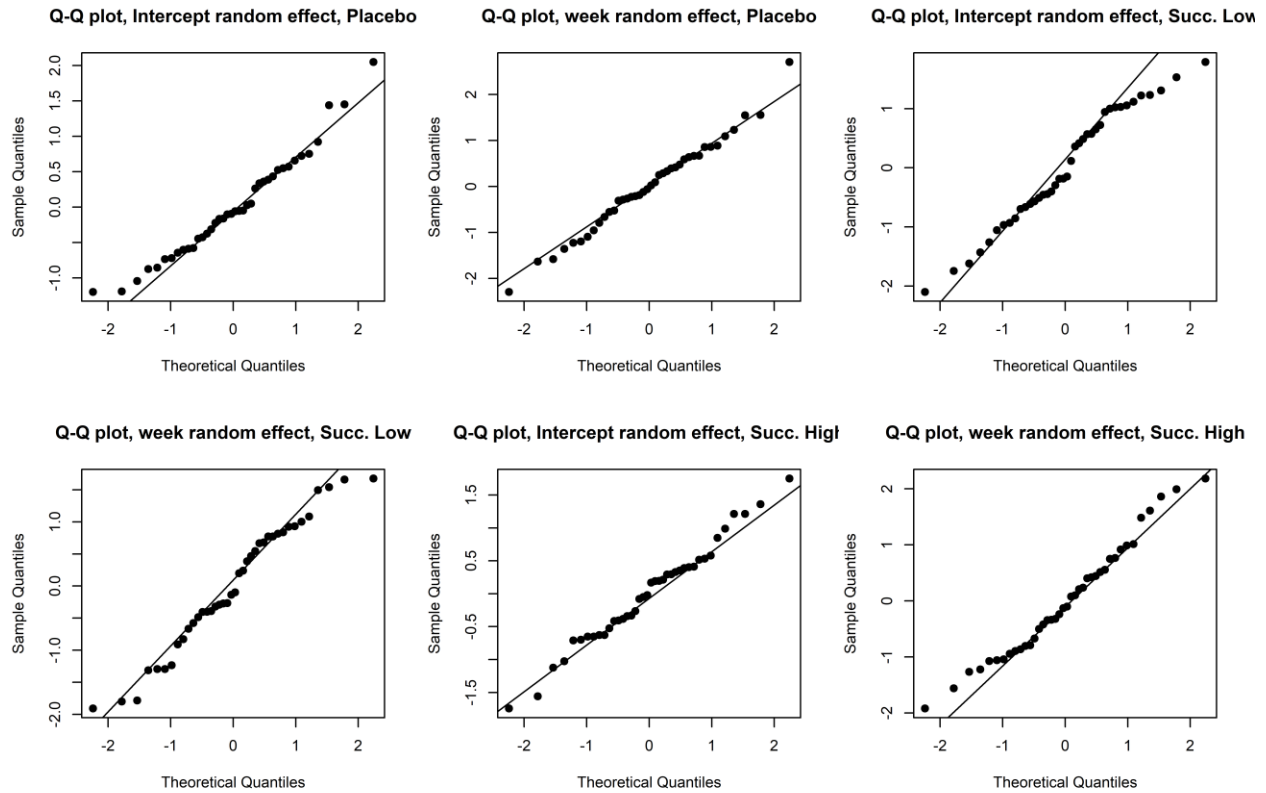 Q-Q plot, Intercept random effect, Placebo
Sample Quantiles
2.0
1.5
1.0
0.5
0.0
-1.0
-2 -1 0 1 2
Theoretical Quantiles
Q-Q plot, week random effect, Placebo
Sample Quantiles
2
1
0
-1
-2
-2 -1 0 1 2
Theoretical Quantiles
Q-Q plot, Intercept random effect, Succ. Low
Sample Quantiles
1
0
-1
-2
-2 -1 0 1 2
Theoretical Quantiles
Q-Q plot, week random effect, Succ. Low
Sample Quantiles
1.0
0.0
-1.0
-2.0
-2 -1 0 1 2
Theoretical Quantiles
Q-Q plot, Intercept random effect, Succ. High
Sample Quantiles
1.5
0.5
-0.5
-1.5
-2 -1 0 1 2
Theoretical Quantiles
Q-Q plot, week random effect, Succ. High
Sample Quantiles
2
1
0
-1
-2
-2 -1 0 1 2
Theoretical Quantiles